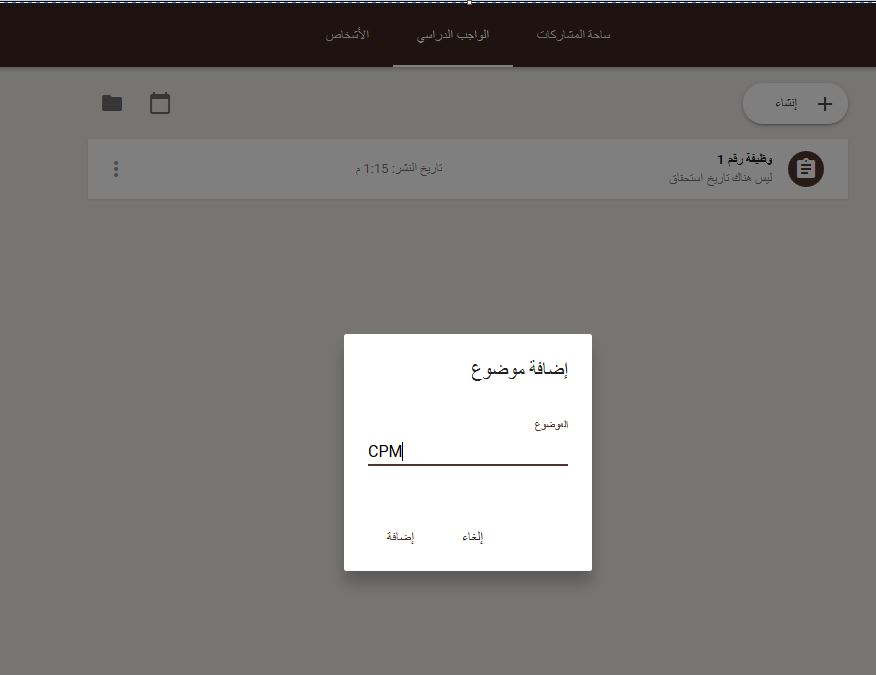 ساحة المشاركات
الواجب الدراسي
الأشخاص
إنشاء
وظيفة رقم 1
ليس هناك تاريخ استحقاق
تاريخ النشر: 1:15 م
إضافة موضوع
الموضوع
CPM
إلغاء
إضافة